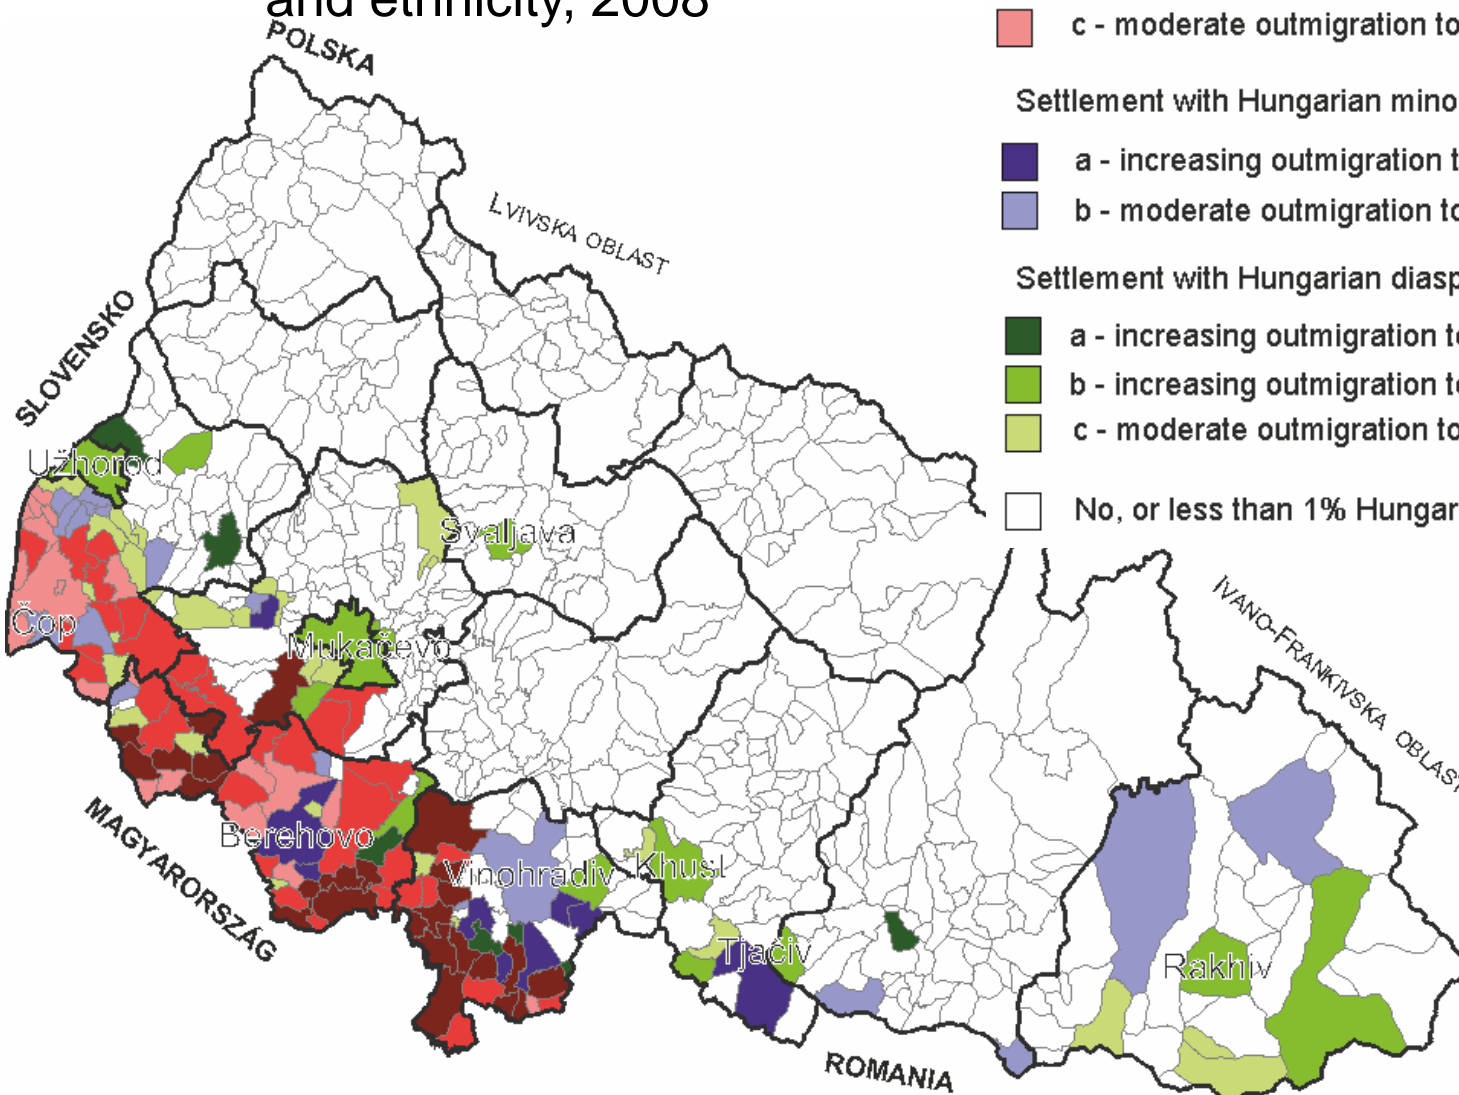 and ethnicity, 2008
c - moderate outmigration to
Settlement with Hungarian mino
a - increasing outmigration t
b - moderate outmigration to
Settlement with Hungarian diasp
a - increasing outmigration to
b - increasing outmigration to
c - moderate outmigration to
No, or less than 1% Hungar
POLSKA
LVIVSKA OBLAST
SLOVENSKO
Užhorod
Svaljava
IVANO-FRANKIVSKA OBLAST
Čop
Mukačevo
MAGYARORSZÁG
Berehovo
Vinohradiv
Khust
Tjačiv
Rakhiv
ROMANIA